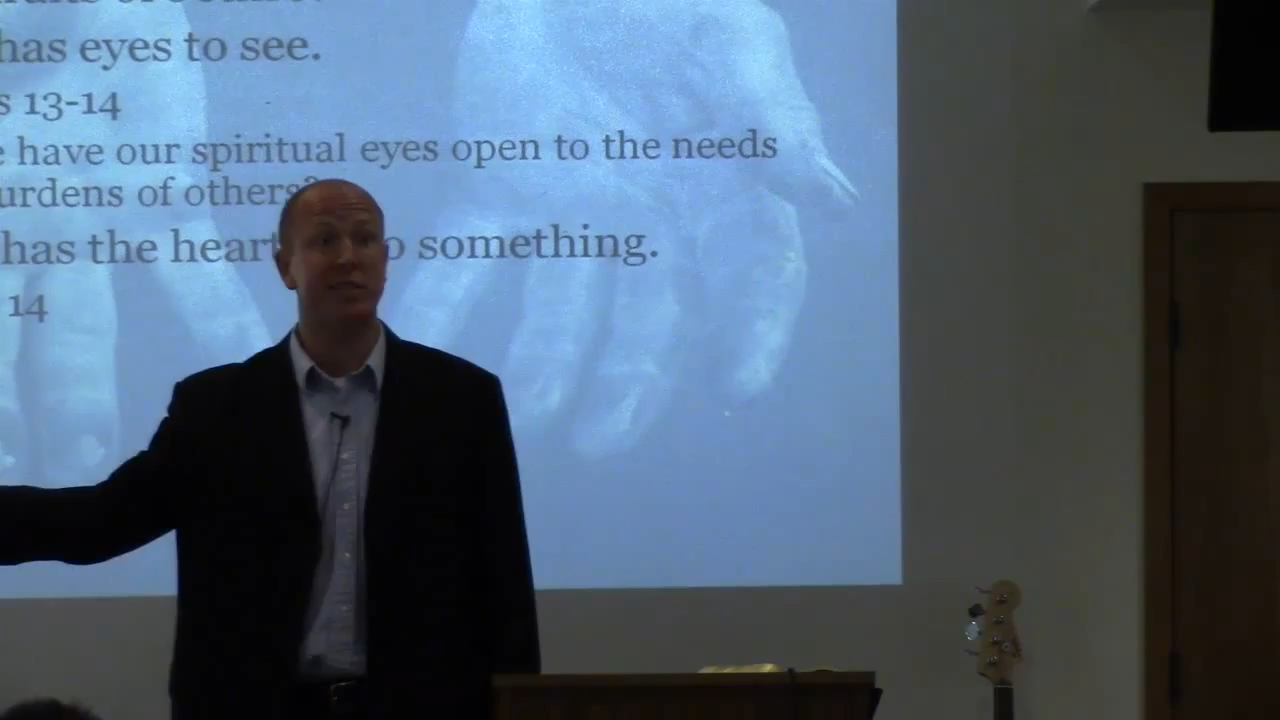 has eyes to see.
13-14
have our spiritual eyes open to the needs
of others?
has the heart something.
14